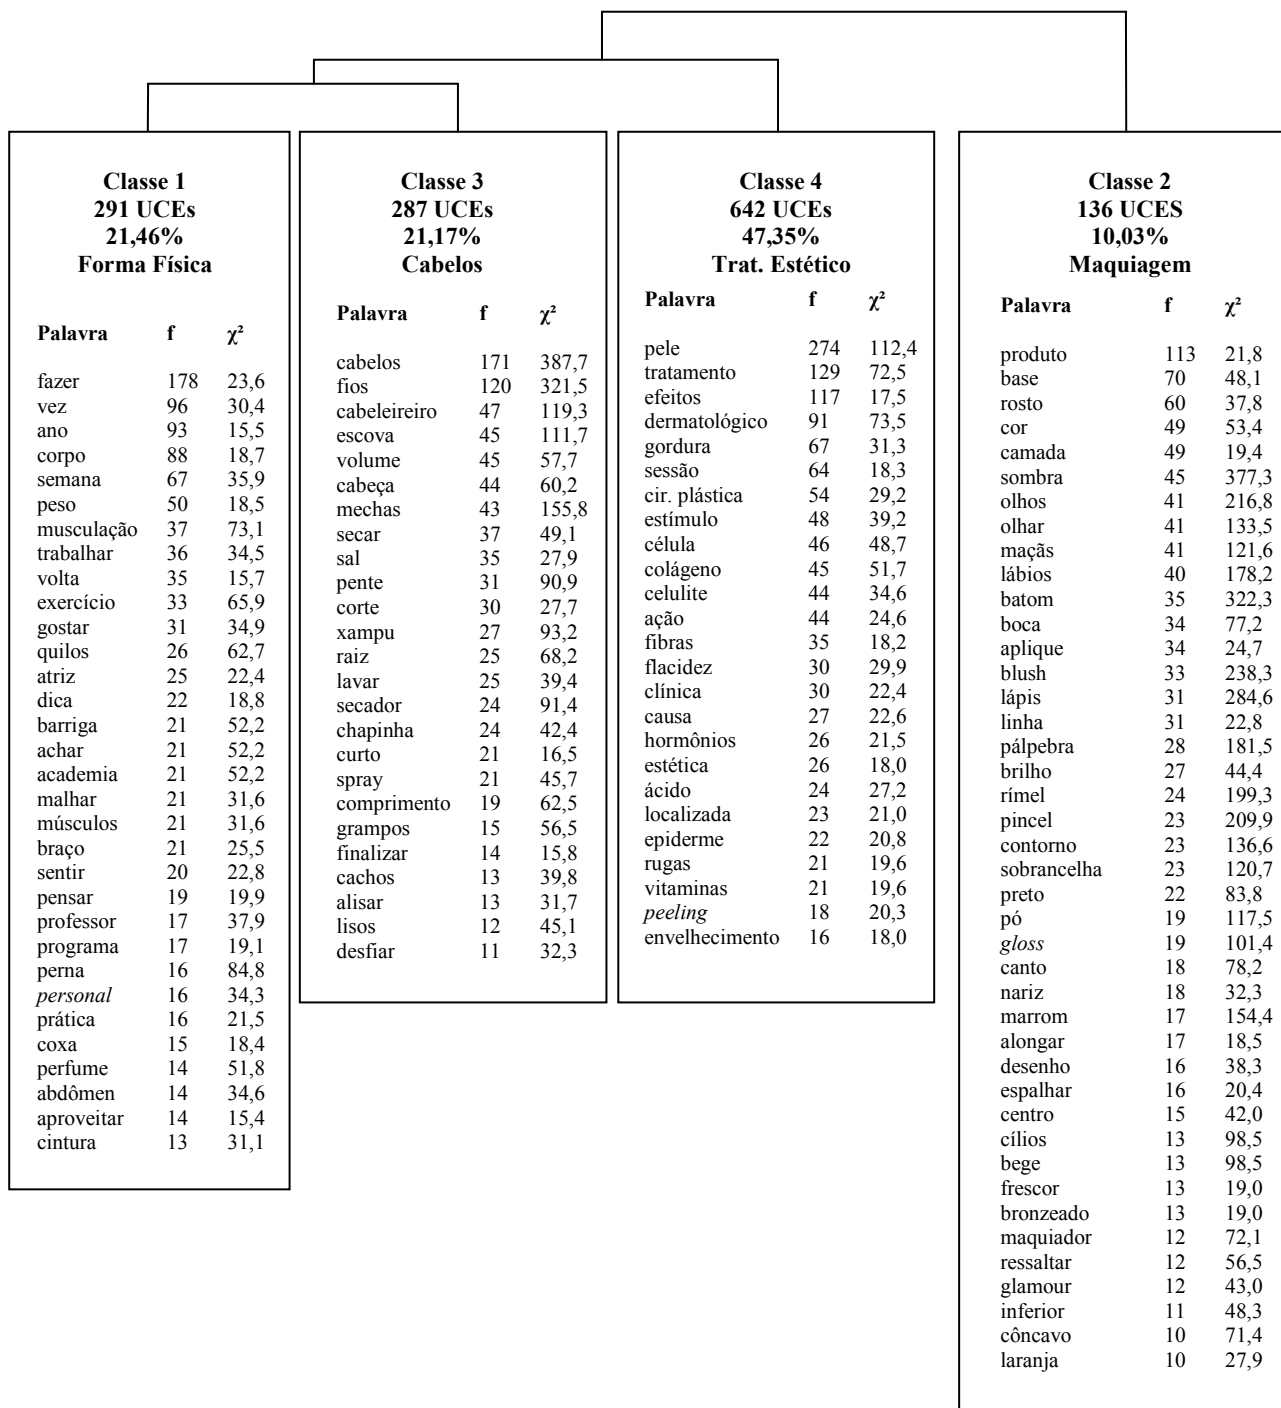 Classe 1
291 UCEs
21,46%
Forma Física
Palavra f χ²
fazer 178 23,6
vez 96 30,4
ano 93 15,5
corpo 88 18,7
semana 67 35,9
peso 50 18,5
musculação 37 73,1
trabalhar 36 34,5
volta 35 15,7
exercício 33 65,9
gostar 31 34,9
quilos 26 62,7
atriz 25 22,4
dica 22 18,8
barriga 21 52,2
achar 21 52,2
academia 21 52,2
malhar 21 31,6
músculos 21 31,6
braço 21 25,5
sentir 20 22,8
pensar 19 19,9
professor 17 37,9
programa 17 19,1
perna 16 84,8
personal 16 34,3
prática 16 21,5
coxa 15 18,4
perfume 14 51,8
abdômen 14 34,6
aproveitar 14 15,4
cintura 13 31,1
Classe 3
287 UCEs
21,17%
Cabelos
Palavra f χ²
cabelos 171 387,7
fios 120 321,5
cabeleireiro 47 119,3
escova 45 111,7
volume 45 57,7
cabeça 44 60,2
mechas 43 155,8
secar 37 49,1
sal 35 27,9
pente 31 90,9
corte 30 27,7
xampu 27 93,2
raiz 25 68,2
lavar 25 39,4
secador 24 91,4
chapinha 24 42,4
curto 21 16,5
spray 21 45,7
comprimento 19 62,5
grampos 15 56,5
finalizar 14 15,8
cachos 13 39,8
alisar 13 31,7
lisos 12 45,1
desfiar 11 32,3
Classe 4
642 UCEs
47,35%
Trat. Estético
Palavra f χ²
pele 274 112,4
tratamento 129 72,5
efeitos 117 17,5
dermatológico 91 73,5
gordura 67 31,3
sessão 64 18,3
cir. plástica 54 29,2
estímulo 48 39,2
célula 46 48,7
colágeno 45 51,7
celulite 44 34,6
ação 44 24,6
fibras 35 18,2
flacidez 30 29,9
clínica 30 22,4
causa 27 22,6
hormônios 26 21,5
estética 26 18,0
ácido 24 27,2
localizada 23 21,0
epiderme 22 20,8
rugas 21 19,6
vitaminas 21 19,6
peeling 18 20,3
envelhecimento 16 18,0
Classe 2
136 UCES
10,03%
Maquiagem
Palavra f χ²
produto 113 21,8
base 70 48,1
rosto 60 37,8
cor 49 53,4
camada 49 19,4
sombra 45 377,3
olhos 41 216,8
olhar 41 133,5
maçãs 41 121,6
lábios 40 178,2
batom 35 322,3
boca 34 77,2
aplique 34 24,7
blush 33 238,3
lápis 31 284,6
linha 31 22,8
pálpebra 28 181,5
brilho 27 44,4
rímel 24 199,3
pincel 23 209,9
contorno 23 136,6
sobrancelha 23 120,7
preto 22 83,8
pó 19 117,5
gloss 19 101,4
canto 18 78,2
nariz 18 32,3
marrom 17 154,4
alongar 17 18,5
desenho 16 38,3
espalhar 16 20,4
centro 15 42,0
cílios 13 98,5
bege 13 98,5
frescor 13 19,0
bronzeado 13 19,0
maquiador 12 72,1
ressaltar 12 56,5
glamour 12 43,0
inferior 11 48,3
côncavo 10 71,4
laranja 10 27,9